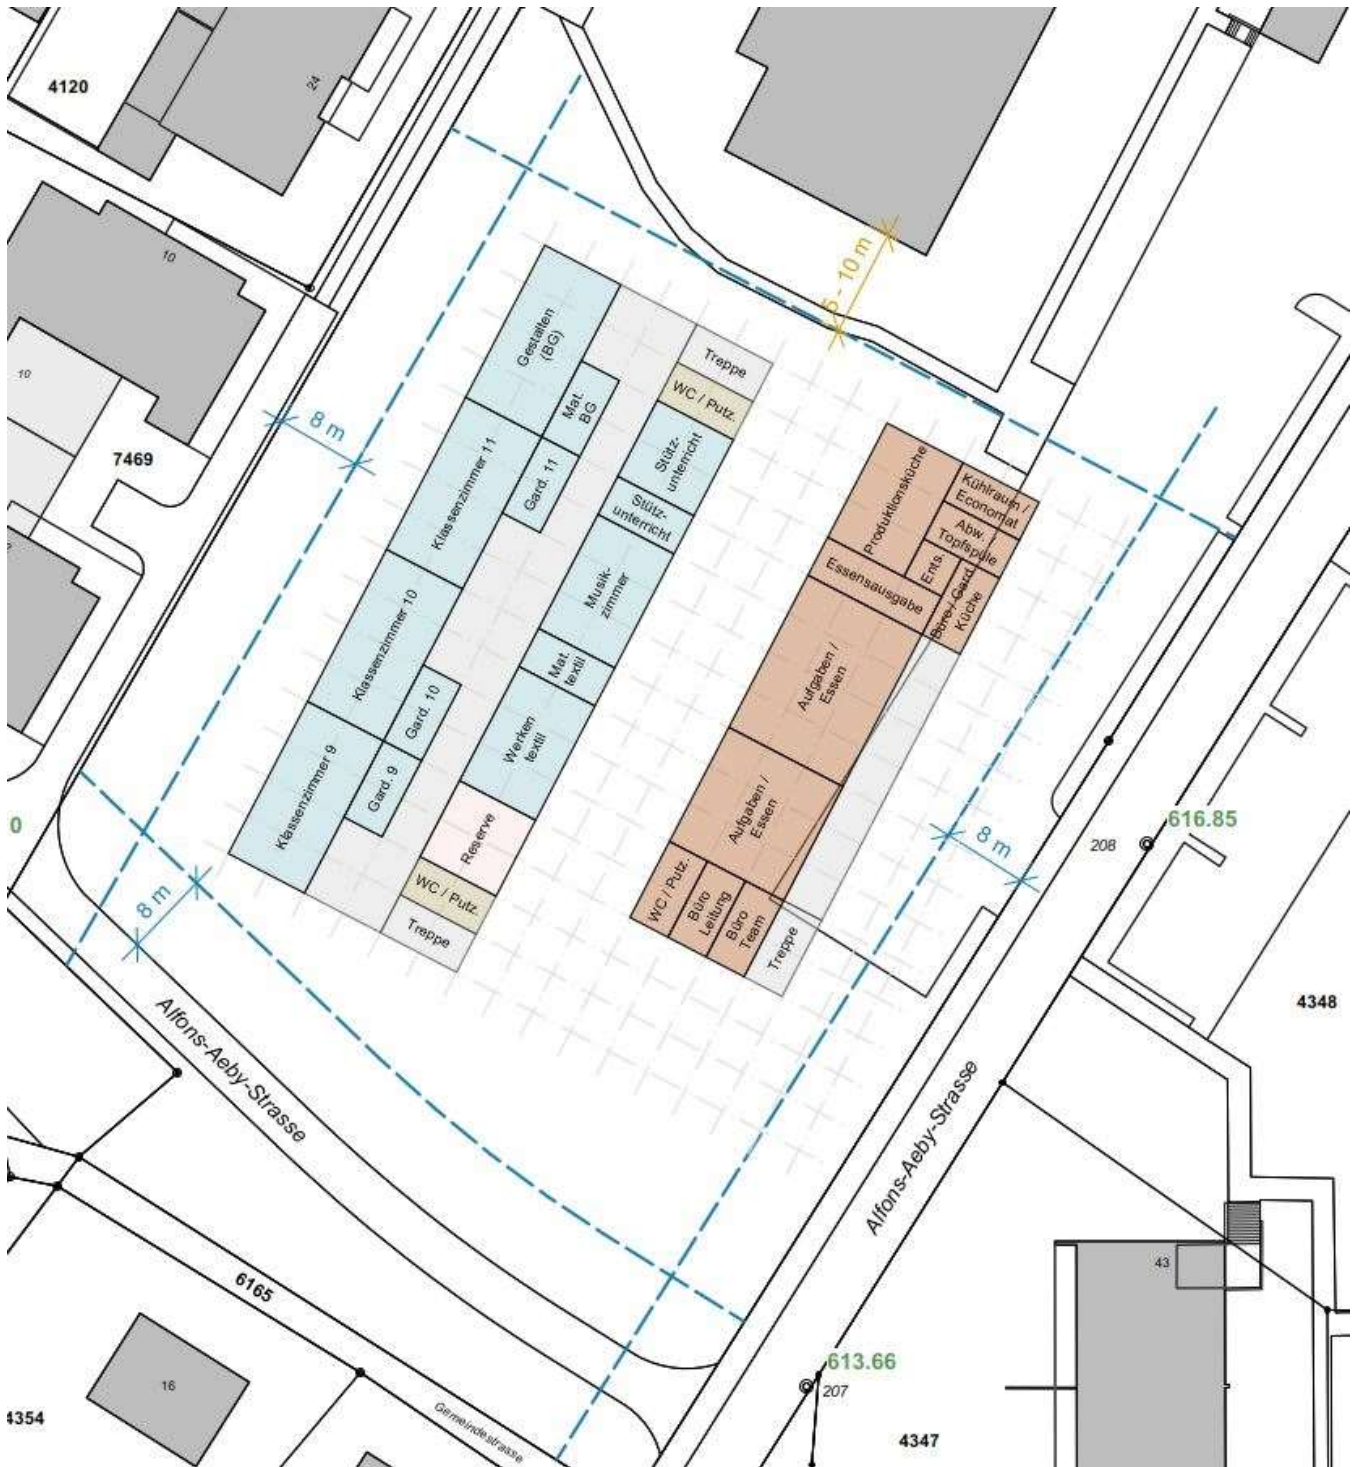 4120
24
10
10
7469
5 - 10 m
8 m
Gestalten
(BG)
Mat.
BG
Treppe
WC / Putz.
Klassenzimmer 11
Gard. 11
Stütz-
unterricht
Stütz-
unterricht
Produktionsküche
Kühlraum /
Economat
Abw. /
Topfspüle
Ents.
Essensausgabe
Büro / Gard.
Küche
Klassenzimmer 10
Gard. 10
Musik-
zimmer
Mat.
textil
Aufgaben /
Essen
Klassenzimmer 9
Gard. 9
Werken
textil
Reserve
Aufgaben /
Essen
WC / Putz.
Treppe
WC / Putz.
Büro
Leitung
Büro
Team
Treppe
0
616.85
208
8 m
8 m
4348
Alfons-Aeby-Strasse
Alfons-Aeby-Strasse
6165
43
16
613.66
207
4354
Gemeindestrasse
4347